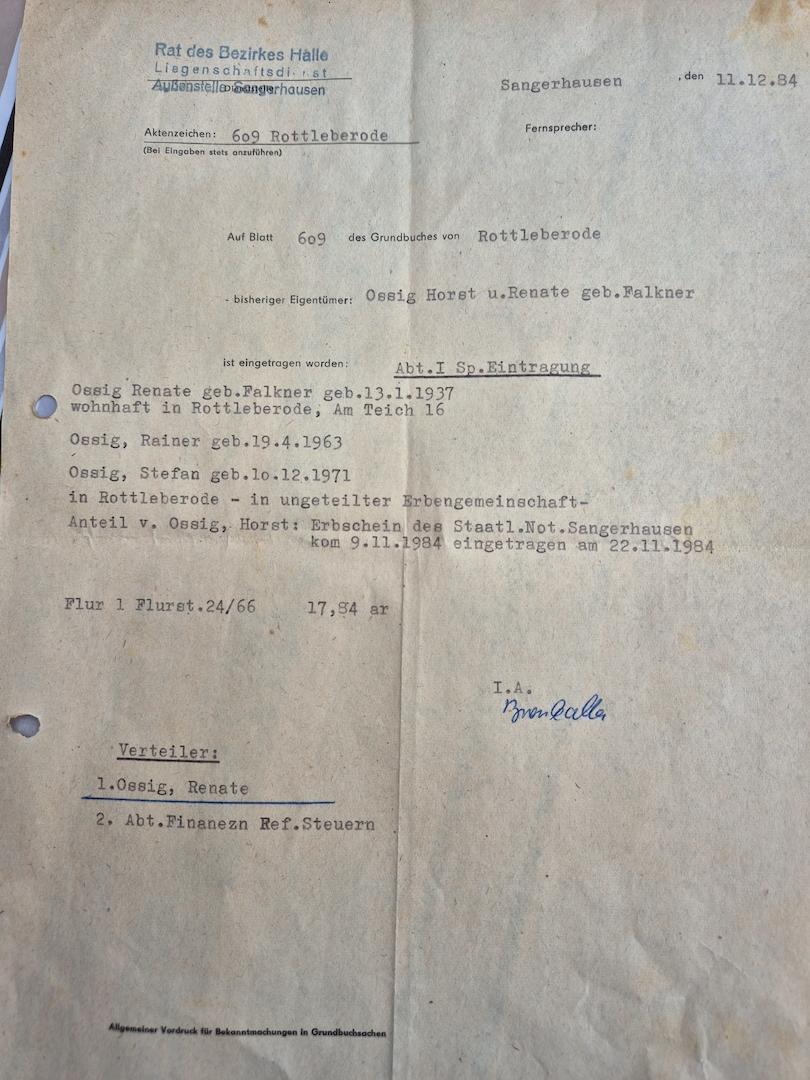 Rat des Bezirkes Halle
Liegenschaftsdienst
Außenstelle Sangerhausen
Sangerhausen , den 11.12.84
Aktenzeichen: 609 Rottleberode
(Bei Eingaben stets anzuführen)
Fernsprecher:
Auf Blatt 609 des Grundbuches von Rottleberode
- bisheriger Eigentümer: Ossig Horst u.Renate geb.Falkner
ist eingetragen worden: Abt.I Sp.Eintragung
Ossig Renate geb.Falkner geb.13.1.1937
wohnhaft in Rottleberode, Am Teich 16
Ossig, Rainer geb.19.4.1963
Ossig, Stefan geb.1o.12.1971
in Rottleberode - in ungeteilter Erbengemeinschaft-
Anteil v. Ossig, Horst: Erbschein des Staatl.Not.Sangerhausen
kom 9.11.1984 eingetragen am 22.11.1984
Flur 1 Flurst.24/66 17,84 ar
I.A.
Verteiler:
1.Ossig, Renate
2. Abt.Finanezn Ref.Steuern
Allgemeiner Vordruck für Bekanntmachungen in Grundbuchsachen